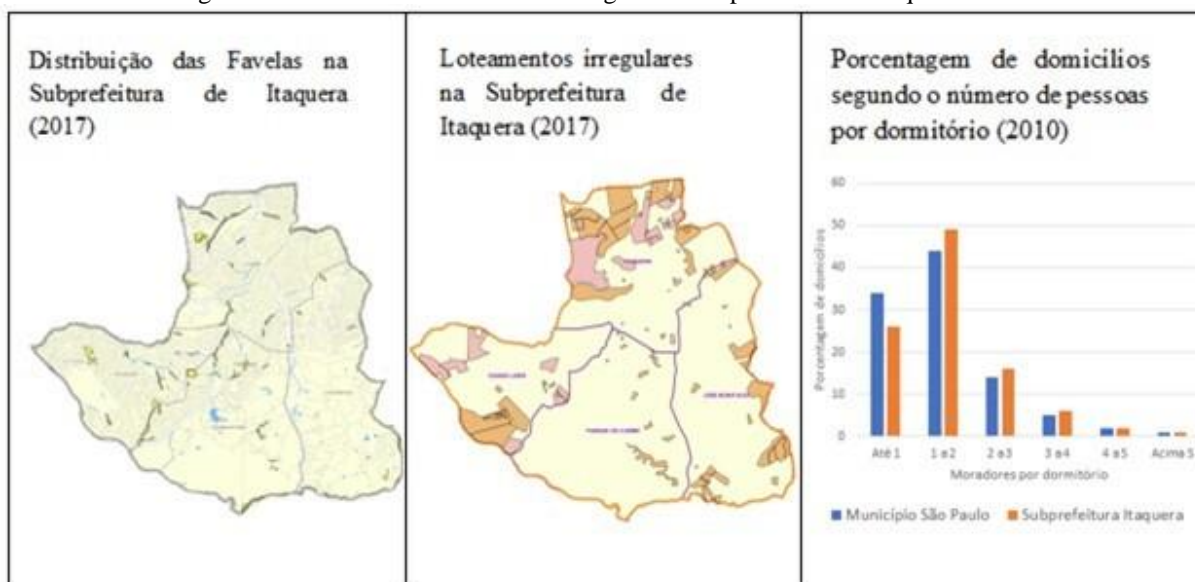 Distribuição das Favelas na
Subprefeitura de Itaquera
(2017)
Loteamentos irregulares
na Subprefeitura de
Itaquera (2017)
Porcentagem de domicílios
segundo o número de pessoas
por dormitório (2010)
Porcentagem de domicílios
60
50
40
30
20
10
0
Até 1
1 a 2
2 a 3
3 a 4
4 a 5
Acima 5
Moradores por dormitório
Município São Paulo
Subprefeitura Itaquera